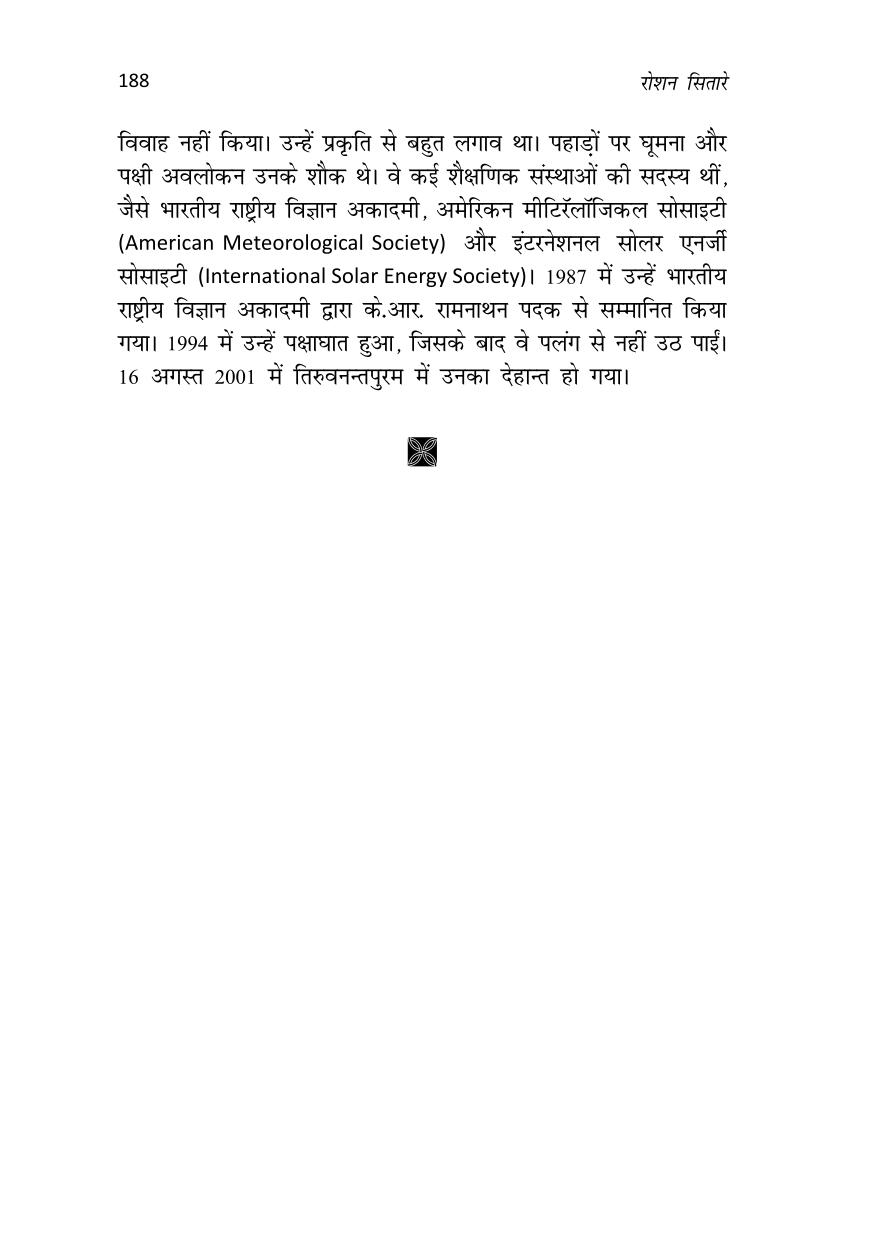 188 रोशन सितारे
विवाह नहीं किया। उन्हें प्रकृति से बहुत लगाव था। पहाड़ों पर घूमना और
पक्षी अवलोकन उनके शौक थे। वे कई शैक्षणिक संस्थाओं की सदस्य थीं,
जैसे भारतीय राष्ट्रीय विज्ञान अकादमी, अमेरिकन मीटिरॅलॉजिकल सोसाइटी
(American Meteorological Society) और इंटरनेशनल सोलर एनर्जी
सोसाइटी (International Solar Energy Society)। 1987 में उन्हें भारतीय
राष्ट्रीय विज्ञान अकादमी द्वारा के.आर. रामनाथन पदक से सम्मानित किया
गया। 1994 में उन्हें पक्षाघात हुआ, जिसके बाद वे पलंग से नहीं उठ पाईं।
16 अगस्त 2001 में तिरुवनन्तपुरम में उनका देहान्त हो गया।